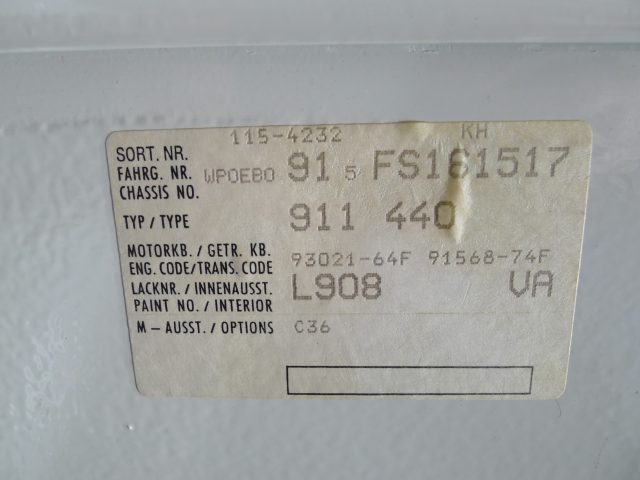 115-4232 KH
SORT. NR.
FAHRG. NR. WPOEBO 91 5 FS161517
CHASSIS NO.
TYP / TYPE 911 440
MOTORKB. / GETR. KB. 93021-64F 91568-74F
ENG. CODE/TRANS. CODE
LACKNR. / INNENAUSST. L908 VA
PAINT NO. / INTERIOR
M – AUSST. / OPTIONS C36